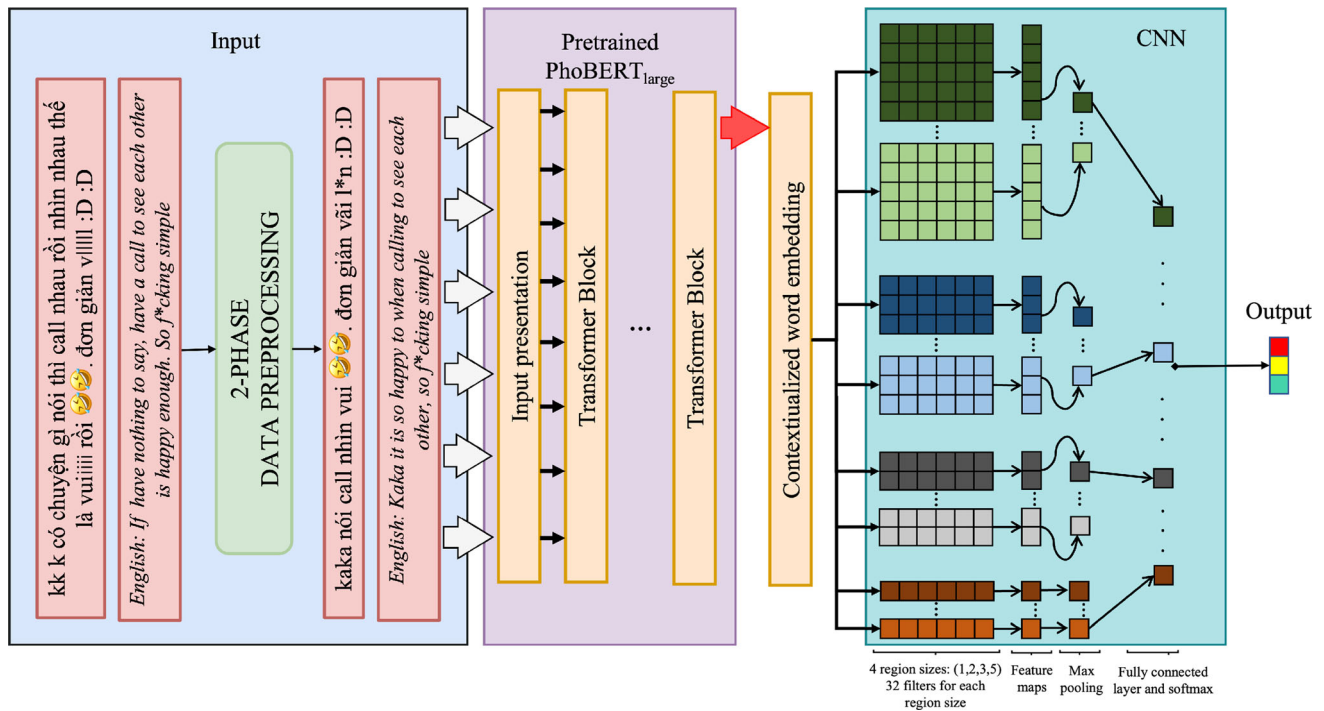 Input
kk k có chuyện gì nói thì call nhau rồi nhìn nhau thế
là vuiiiii rồi 🤣🤣. đơn giản vlllll :D :D
English: If have nothing to say, have a call to see each other
is happy enough. So f*cking simple
2-PHASE
DATA PREPROCESSING
kaka nói call nhìn vui 🤣🤣. đơn giản vãi l*n :D :D
English: Kaka it is so happy to when calling to see each
other, so f*cking simple
Pretrained
PhoBERTlarge
Input presentation
Transformer Block
...
Transformer Block
Contextualized word embedding
CNN
Output
4 region sizes: (1,2,3,5)
32 filters for each
region size
Feature
maps
Max
pooling
Fully connected
layer and softmax